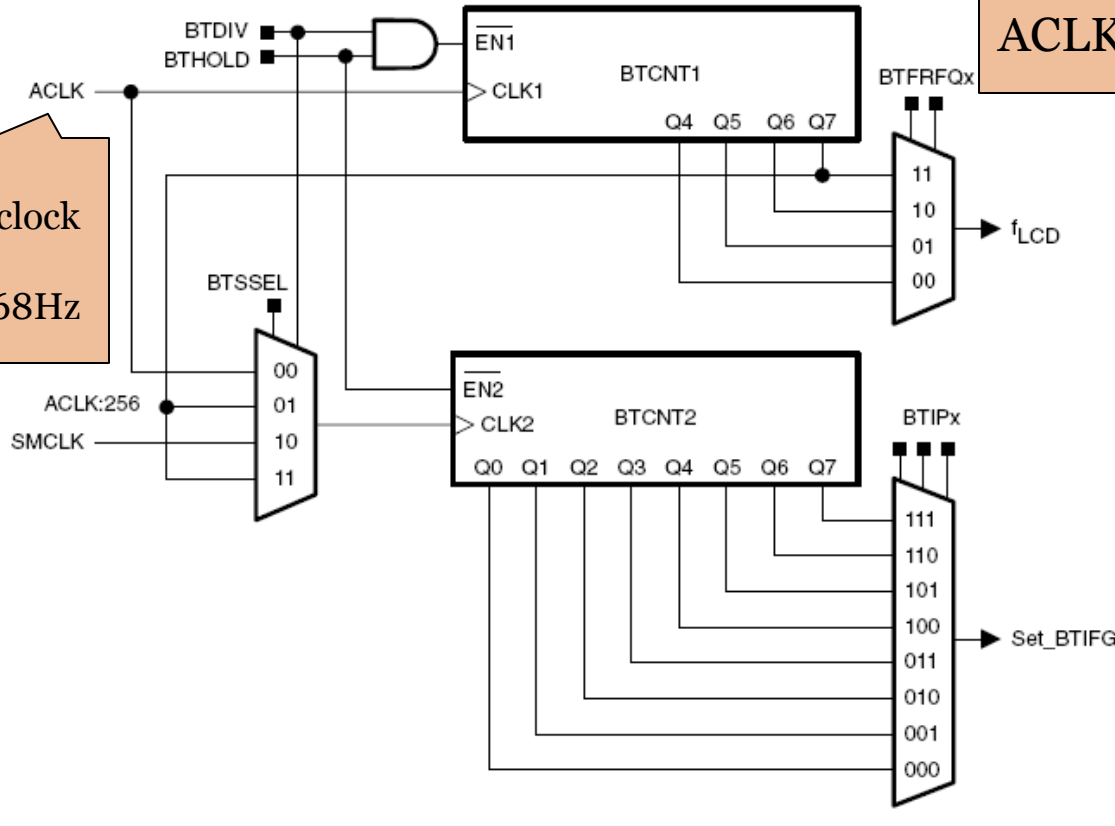 BTDIV
BTHOLD
EN1
CLK1
BTCNT1
Q4 Q5 Q6 Q7
ACLK
BTFRFQx
ACLK
11
10
01
00
fLCD
clock
68Hz
BTSSEL
00
01
10
11
ACLK:256
SMCLK
EN2
CLK2
BTCNT2
Q0 Q1 Q2 Q3 Q4 Q5 Q6 Q7
BTIPx
111
110
101
100
011
010
001
000
Set_BTIFG